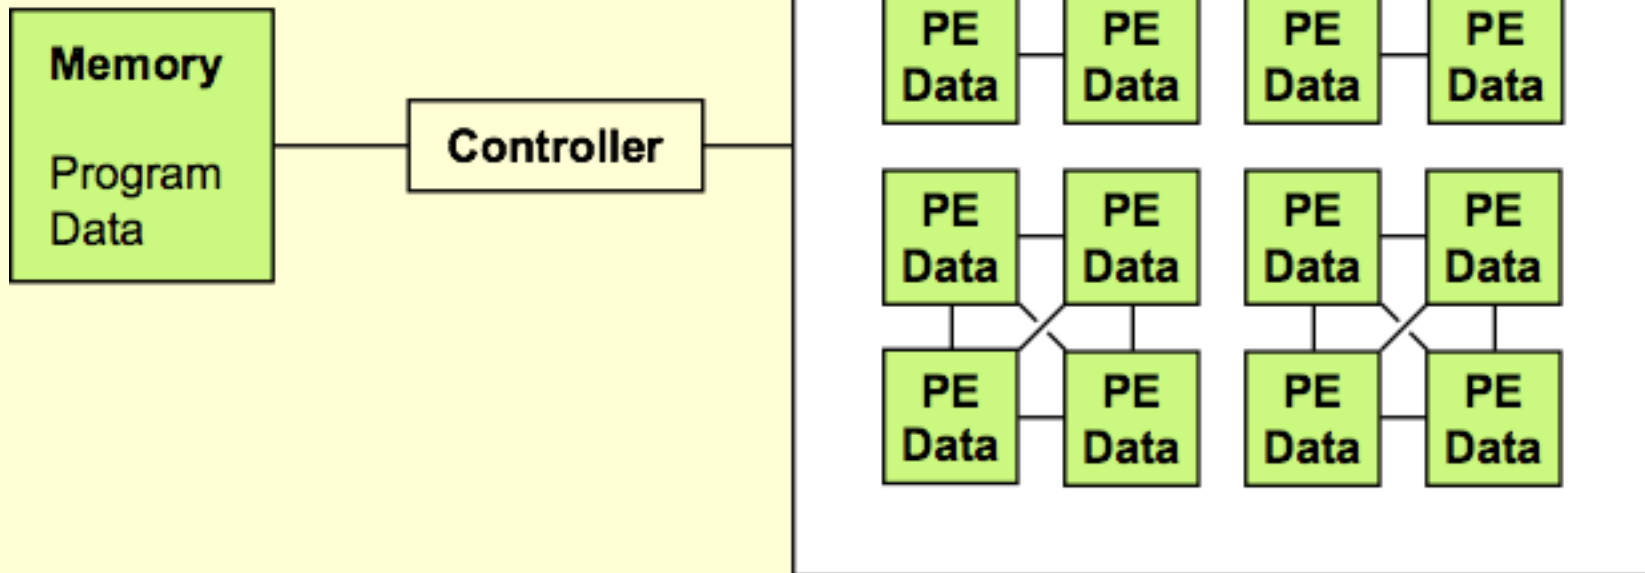 Memory
Program
Data
Controller
PE PE PE PE
Data Data Data Data
PE PE PE PE
Data Data Data Data
PE PE PE PE
Data Data Data Data